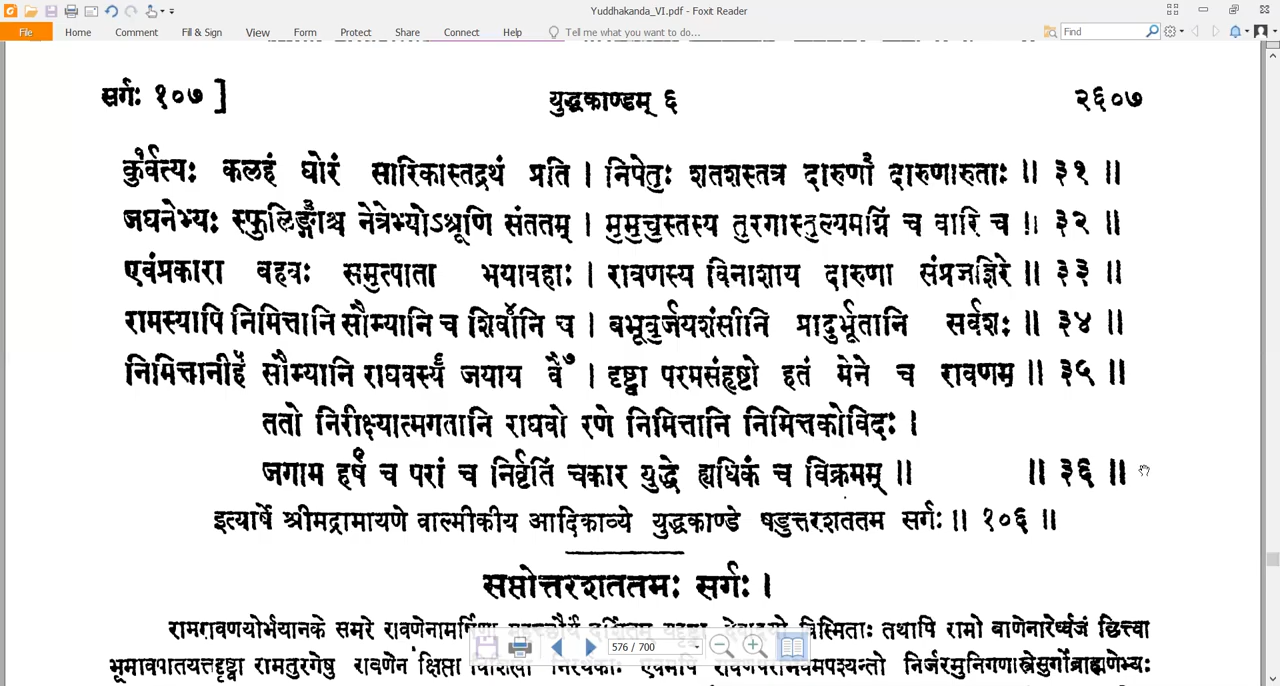 Yuddhakanda_VI.pdf - Foxit Reader
File Home Comment Fill & Sign View Form Protect Share Connect Help Tell me what you want to do... Find
सर्गः १०७ ] युद्धकाण्डम् ६ २६०७
कुर्वत्यः कलहं घोरं सारिकास्तद्रथं प्रति । निपेतुः शतशस्तत्र दारुणा दारुणारुताः ॥ ३१ ॥
जघनेभ्यः स्फुलिङ्गाश्च नेत्रेभ्योऽश्रूणि संततम् । मुमुचुस्तस्य तुरगास्तुल्यमग्निं च वारि च ॥ ३२ ॥
एवंप्रकारा बहवः समुत्पाता भयावहाः । रावणस्य विनाशाय दारुणा संप्रजज्ञिरे ॥ ३३ ॥
रामस्यापि निमित्तानि सौम्यानि च शिवानि च । बभूवुर्जयशंसीनि प्रादुर्भूतानि सर्वशः ॥ ३४ ॥
निमित्तानीह सौम्यानि राघवस्य जयाय वै । दृष्ट्वा परमसंहृष्टो हतं मेने च रावणम् ॥ ३५ ॥
ततो निरीक्ष्यात्मगतानि राघवो रणे निमित्तानि निमित्तकोविदः ।
जगाम हर्षं च परां च निर्वृतिं चकार युद्धे ह्यधिकं च विक्रमम् ॥ ॥ ३६ ॥
इत्यार्षे श्रीमद्रामायणे वाल्मीकीय आदिकाव्ये युद्धकाण्डे षडुत्तरशततम सर्गः ॥ १०६ ॥
सप्तोत्तरशततमः सर्गः ।
रामरावणयोर्भयानके समरे रावणेनामर्षिणा विस्मिताः तथापि रामो बाणेनारेर्ध्वजं छित्त्वा
भूमावपातयत्तद्दृष्ट्वा रामतुरगेषु रावणेन क्षिप्ता
576 / 700